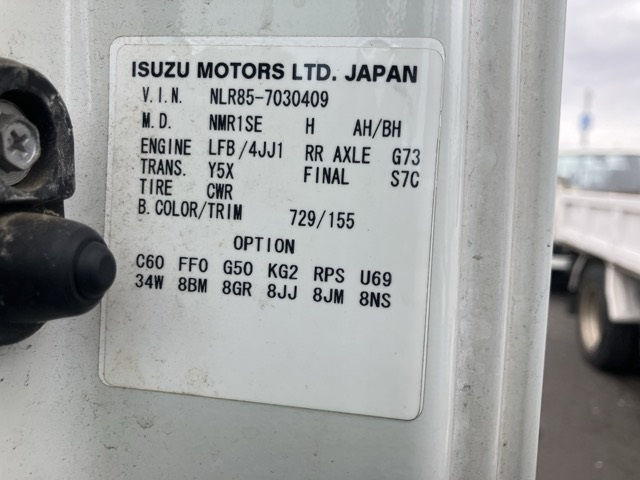 ISUZU MOTORS LTD. JAPAN
V.I.N. NLR85-7030409
M.D. NMR1SE H AH/BH
ENGINE LFB/4JJ1 RR AXLE G73
TRANS. Y5X FINAL S7C
TIRE CWR
B.COLOR/TRIM 729/155
OPTION
C60 FF0 G50 KG2 RPS U69
34W 8BM 8GR 8JJ 8JM 8NS